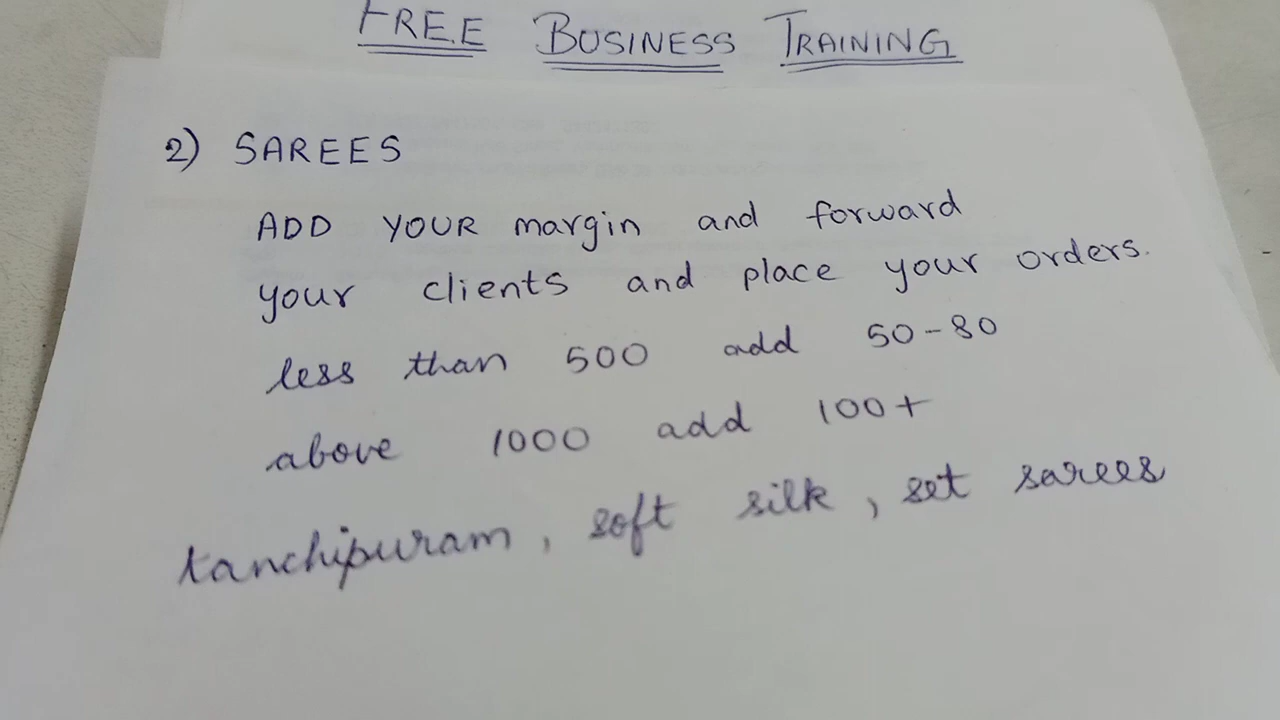 FREE BUSINESS TRAINING
2) SAREES
ADD YOUR margin and forward
your clients and place your orders.
less than 500 add 50-80
above 1000 add 100+
kanchipuram, soft silk, set sarees